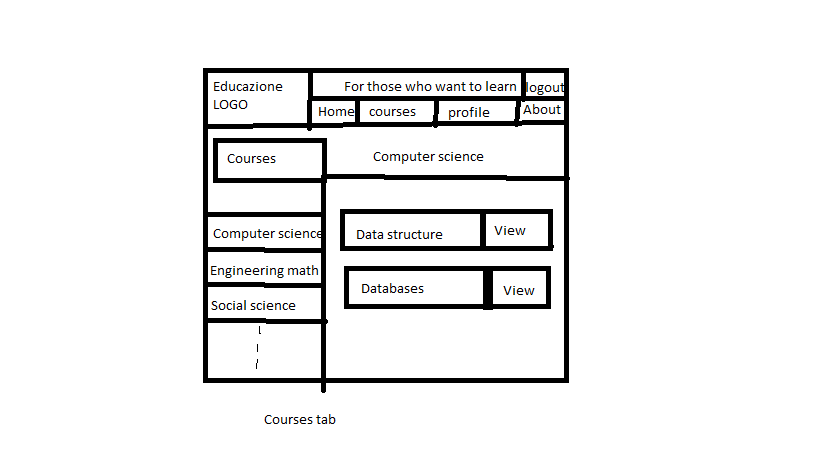 Educazione
LOGO
For those who want to learn
logout
Home
courses
profile
About
Courses
Computer science
Computer science
Data structure
View
Engineering math
Databases
View
Social science
Courses tab